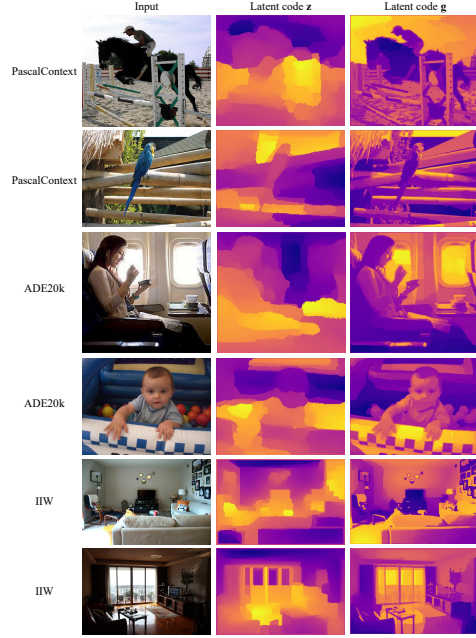 Input Latent code z Latent code g
PascalContext
PascalContext
ADE20k
ADE20k
IIW
IIW